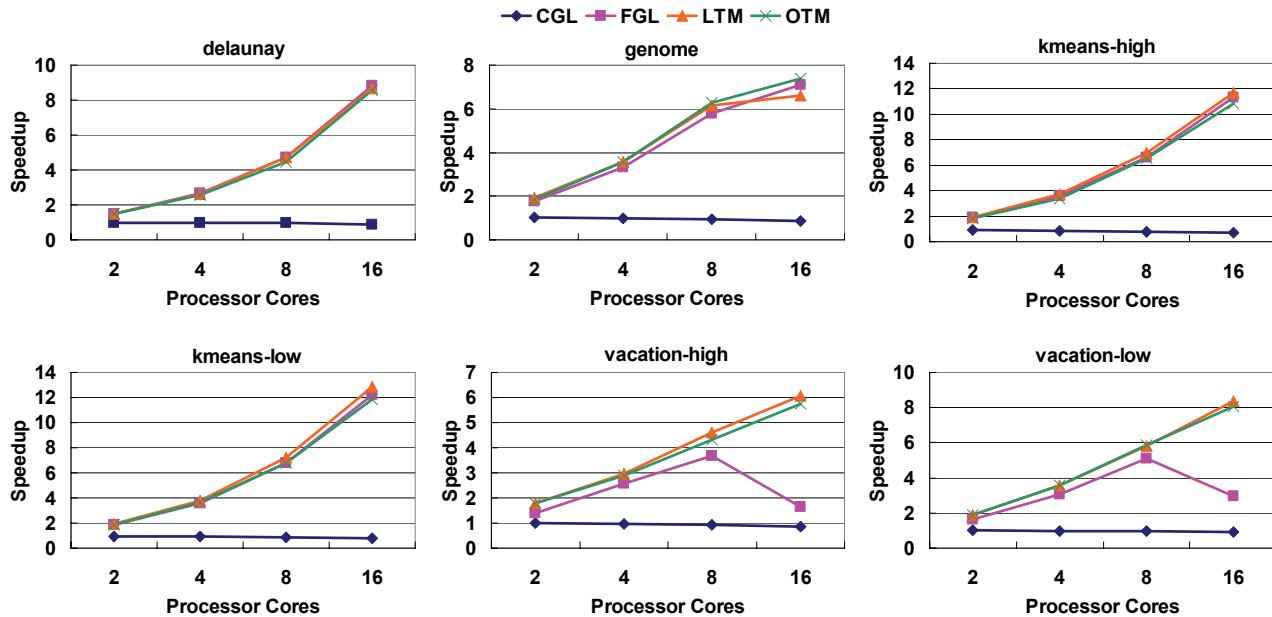 CGL FGL LTM OTM
delaunay
10
8
6
4
2
0
Speedup
2 4 8 16
Processor Cores
genome
8
6
4
2
0
Sppedup
2 4 8 16
Processor Cores
kmeans-high
14
12
10
8
6
4
2
0
Speedup
2 4 8 16
Processor Cores
kmeans-low
14
12
10
8
6
4
2
0
Speedup
2 4 8 16
Processor Cores
vacation-high
7
6
5
4
3
2
1
0
Speedup
2 4 8 16
Processor Cores
vacation-low
10
8
6
4
2
0
Speedup
2 4 8 16
Processor Cores